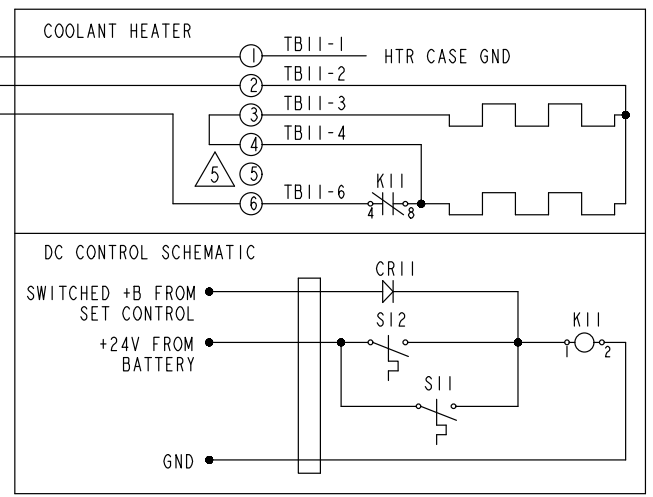 COOLANT HEATER
1 TB11-1 HTR CASE GND
2 TB11-2
3 TB11-3
4 TB11-4
5 5
K11
6 TB11-6 4 8
DC CONTROL SCHEMATIC
CR11
SWITCHED +B FROM
SET CONTROL
S12 K11
+24V FROM 1 2
BATTERY
S11
GND